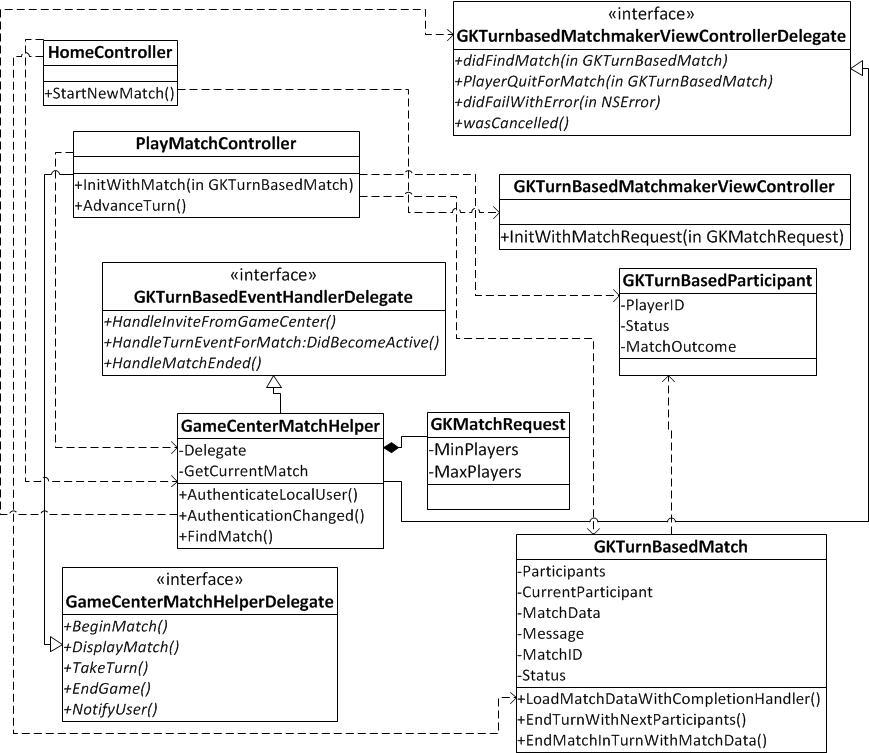 «interface»
GKTurnbasedMatchmakerViewControllerDelegate
+didFindMatch(in GKTurnBasedMatch)
+PlayerQuitForMatch(in GKTurnBasedMatch)
+didFailWithError(in NSError)
+wasCancelled()
HomeController
+StartNewMatch()
PlayMatchController
+InitWithMatch(in GKTurnBasedMatch)
+AdvanceTurn()
GKTurnBasedMatchmakerViewController
+InitWithMatchRequest(in GKMatchRequest)
«interface»
GKTurnBasedEventHandlerDelegate
+HandleInviteFromGameCenter()
+HandleTurnEventForMatch:DidBecomeActive()
+HandleMatchEnded()
GKTurnBasedParticipant
-PlayerID
-Status
-MatchOutcome
GameCenterMatchHelper
-Delegate
-GetCurrentMatch
+AuthenticateLocalUser()
+AuthenticationChanged()
+FindMatch()
GKMatchRequest
-MinPlayers
-MaxPlayers
«interface»
GameCenterMatchHelperDelegate
+BeginMatch()
+DisplayMatch()
+TakeTurn()
+EndGame()
+NotifyUser()
GKTurnBasedMatch
-Participants
-CurrentParticipant
-MatchData
-Message
-MatchID
-Status
+LoadMatchDataWithCompletionHandler()
+EndTurnWithNextParticipants()
+EndMatchInTurnWithMatchData()